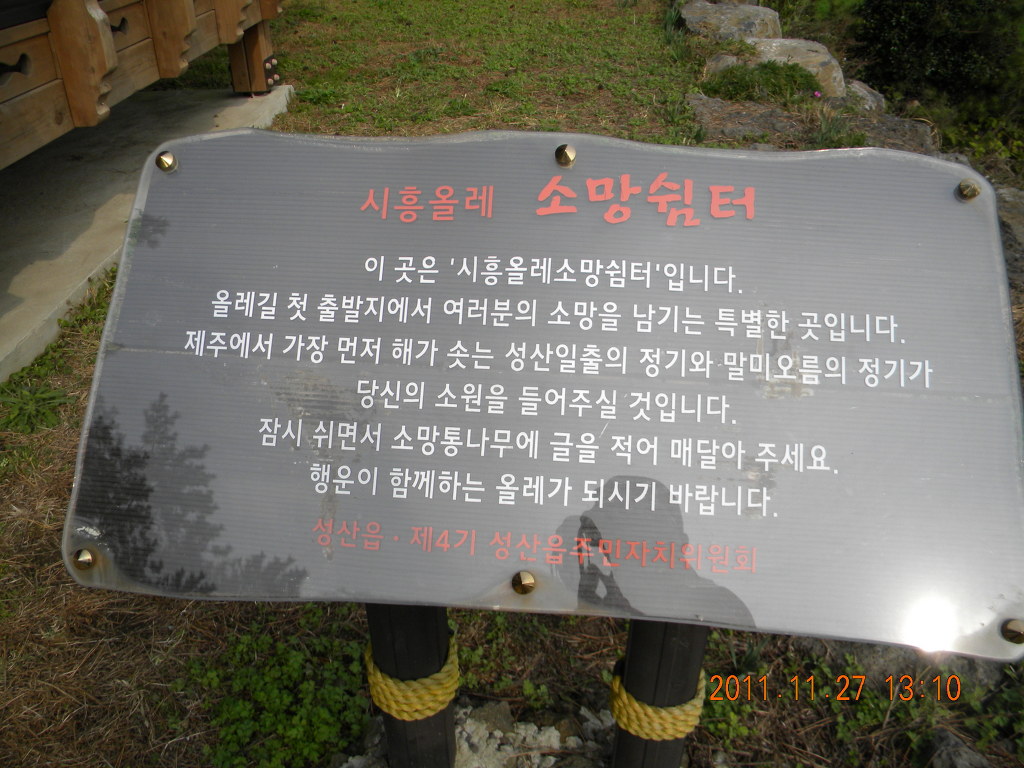 시흥올레 소망쉼터
이 곳은 '시흥올레소망쉼터'입니다.
올레길 첫 출발지에서 여러분의 소망을 남기는 특별한 곳입니다.
제주에서 가장 먼저 해가 솟는 성산일출의 정기와 말미오름의 정기가
당신의 소원을 들어주실 것입니다.
잠시 쉬면서 소망통나무에 글을 적어 매달아 주세요.
행운이 함께하는 올레가 되시기 바랍니다.
성산읍 · 제4기 성산읍주민자치위원회
2011.11.27 13:10